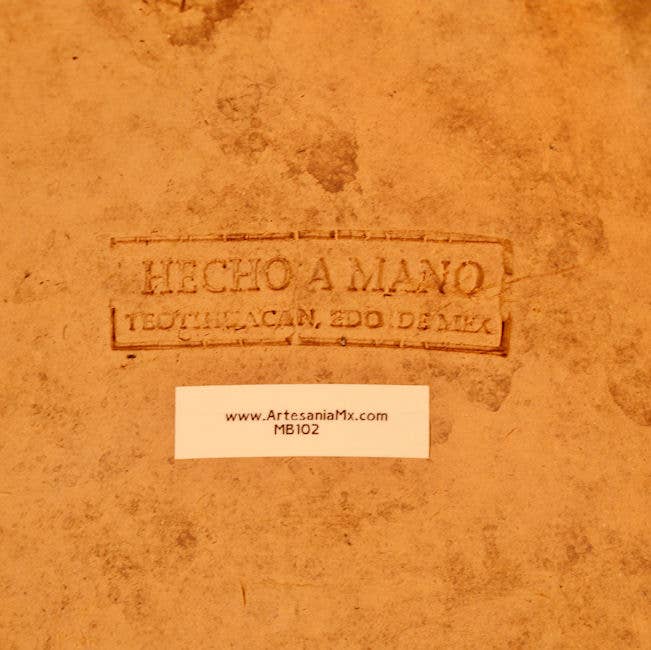 HECHO A MANO
TEOTIHUACAN, EDO DE MEX
www.ArtesaniaMx.com
MB102